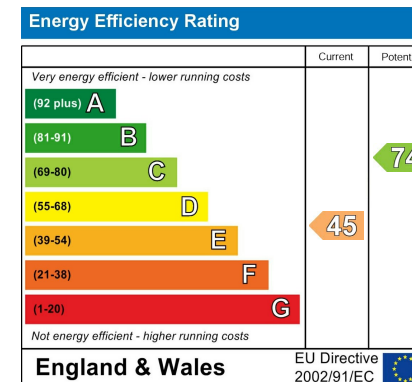 Energy Efficiency Rating
Current Potent
Very energy efficient - lower running costs
(92 plus) A
(81-91) B
(69-80) C
74
(55-68) D
(39-54) E
45
(21-38) F
(1-20) G
Not energy efficient - higher running costs
England & Wales
EU Directive
2002/91/EC